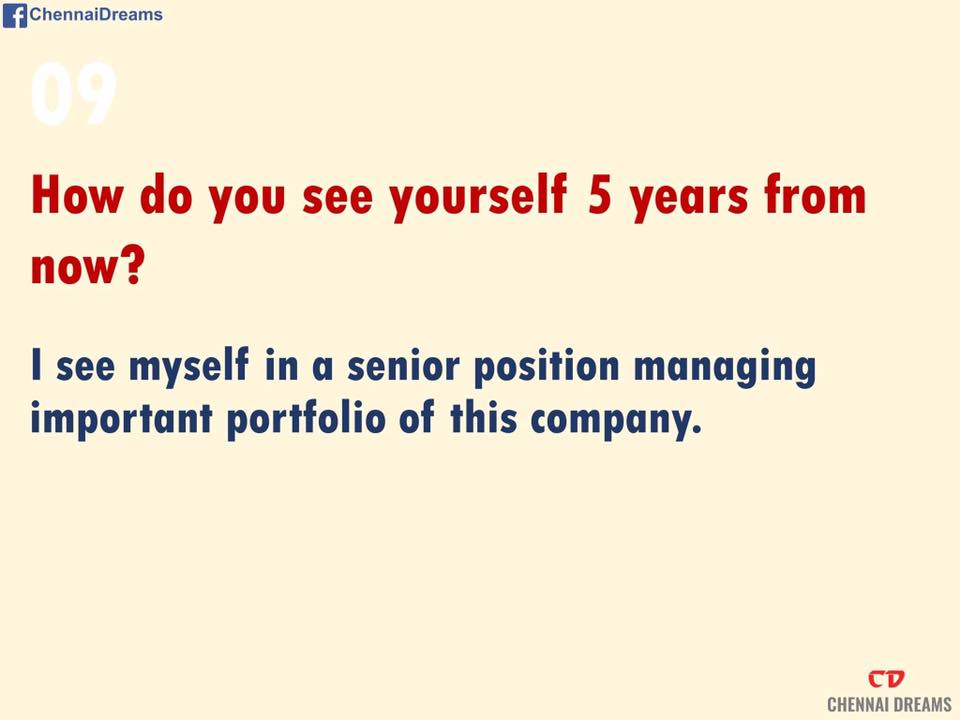 ChennaiDreams
09
How do you see yourself 5 years from
now?
I see myself in a senior position managing
important portfolio of this company.
CD
CHENNAI DREAMS